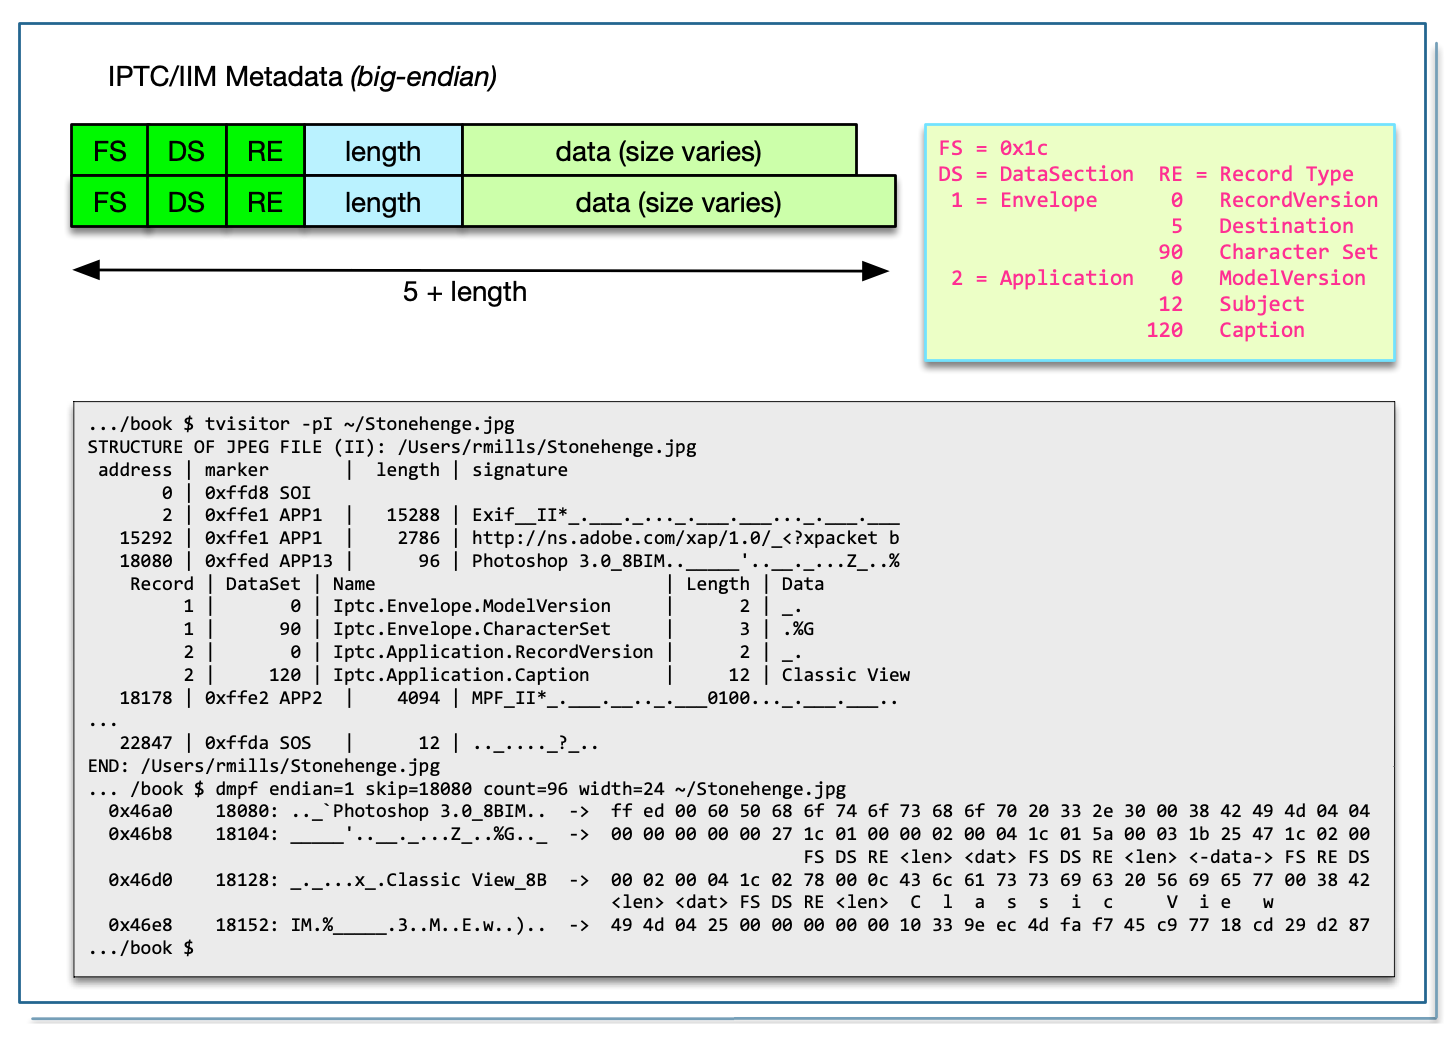 IPTC/IIM Metadata (big-endian)
FS DS RE length data (size varies)
FS DS RE length data (size varies)
5 + length
FS = 0x1c
DS = DataSection  RE = Record Type
 1 = Envelope      0   RecordVersion
                   5   Destination
                  90   Character Set
 2 = Application   0   ModelVersion
                  12   Subject
                 120   Caption
.../book $ tvisitor -pI ~/Stonehenge.jpg
STRUCTURE OF JPEG FILE (II): /Users/rmills/Stonehenge.jpg
 address | marker       |  length | signature
       0 | 0xffd8 SOI
       2 | 0xffe1 APP1  |   15288 | Exif__II*_.___._..._.___.___..._.___.___
   15292 | 0xffe1 APP1  |    2786 | http://ns.adobe.com/xap/1.0/_<?xpacket b
   18080 | 0xffed APP13 |      96 | Photoshop 3.0_8BIM.._____'..__._...Z_..%
    Record | DataSet | Name                           | Length | Data
         1 |       0 | Iptc.Envelope.ModelVersion     |      2 | _.
         1 |      90 | Iptc.Envelope.CharacterSet     |      3 | .%G
         2 |       0 | Iptc.Application.RecordVersion |      2 | _.
         2 |     120 | Iptc.Application.Caption       |     12 | Classic View
   18178 | 0xffe2 APP2  |    4094 | MPF_II*_.___.__.._.___0100..._.___.___..
...
   22847 | 0xffda SOS   |      12 | .._...._?_..
END: /Users/rmills/Stonehenge.jpg
... /book $ dmpf endian=1 skip=18080 count=96 width=24 ~/Stonehenge.jpg
  0x46a0    18080: .._`Photoshop 3.0_8BIM..  ->  ff ed 00 60 50 68 6f 74 6f 73 68 6f 70 20 33 2e 30 00 38 42 49 4d 04 04
  0x46b8    18104: _____'..__._...Z_..%G.._  ->  00 00 00 00 00 27 1c 01 00 00 02 00 04 1c 01 5a 00 03 1b 25 47 1c 02 00
FS DS RE <len> <dat> FS DS RE <len> <-data-> FS RE DS
  0x46d0    18128: _._...x_.Classic View_8B  ->  00 02 00 04 1c 02 78 00 0c 43 6c 61 73 73 69 63 20 56 69 65 77 00 38 42
<len> <dat> FS DS RE <len>  C  l  a  s  s  i  c     V  i  e  w
  0x46e8    18152: IM.%_____.3..M..E.w..)..  ->  49 4d 04 25 00 00 00 00 00 10 33 9e ec 4d fa f7 45 c9 77 18 cd 29 d2 87
.../book $